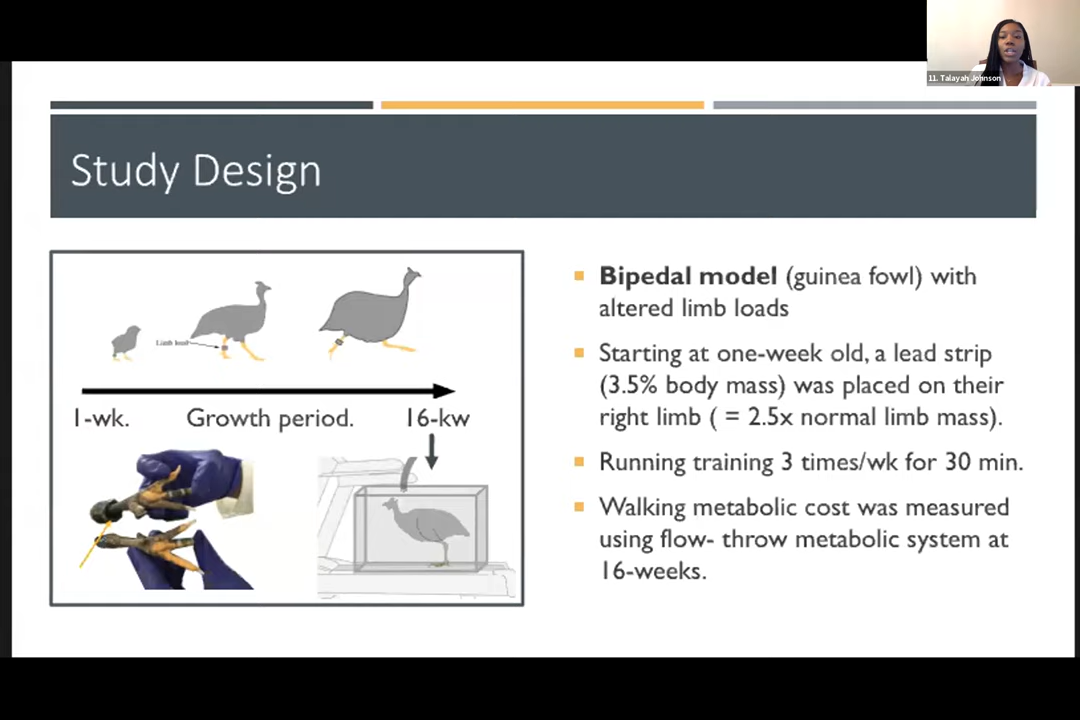 11. Talayah Johnson
Study Design
Limb load
1-wk.
Growth period.
16-kw
Bipedal model (guinea fowl) with
altered limb loads
Starting at one-week old, a lead strip
(3.5% body mass) was placed on their
right limb ( = 2.5x normal limb mass).
Running training 3 times/wk for 30 min.
Walking metabolic cost was measured
using flow- throw metabolic system at
16-weeks.